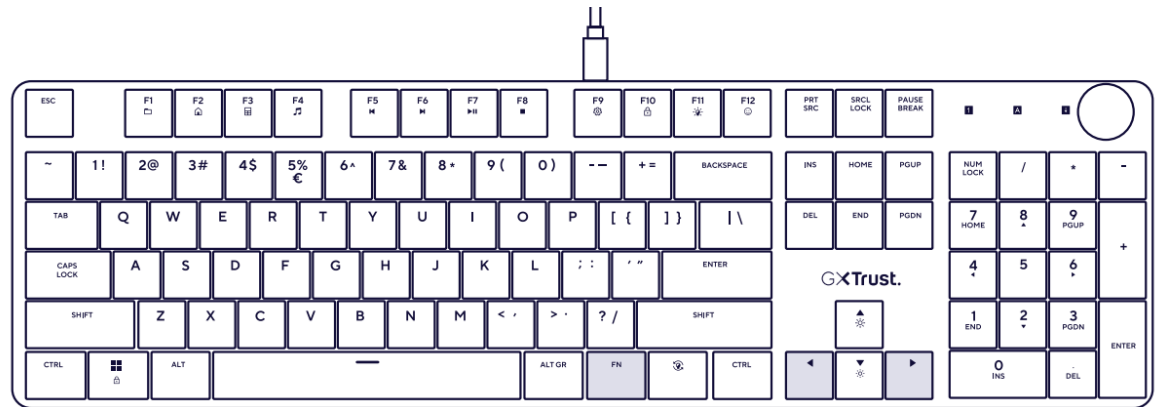 ESC F1 F2 F3 F4 F5 F6 F7 F8 F9 F10 F11 F12 PRT SRC SRCL LOCK PAUSE BREAK 1 A
~ 1! 2@ 3# 4$ 5% € 6^ 7& 8* 9( 0) -– += BACKSPACE INS HOME PGUP NUM LOCK / * -
TAB Q W E R T Y U I O P [ { ] } | \ DEL END PGDN 7 HOME 8 9 PGUP +
CAPS LOCK A S D F G H J K L ; : ' " ENTER GXTrust. 4 5 6
SHIFT Z X C V B N M < , > . ? / SHIFT 1 END 2 3 PGDN ENTER
CTRL ALT ALT GR FN CTRL 0 INS . DEL